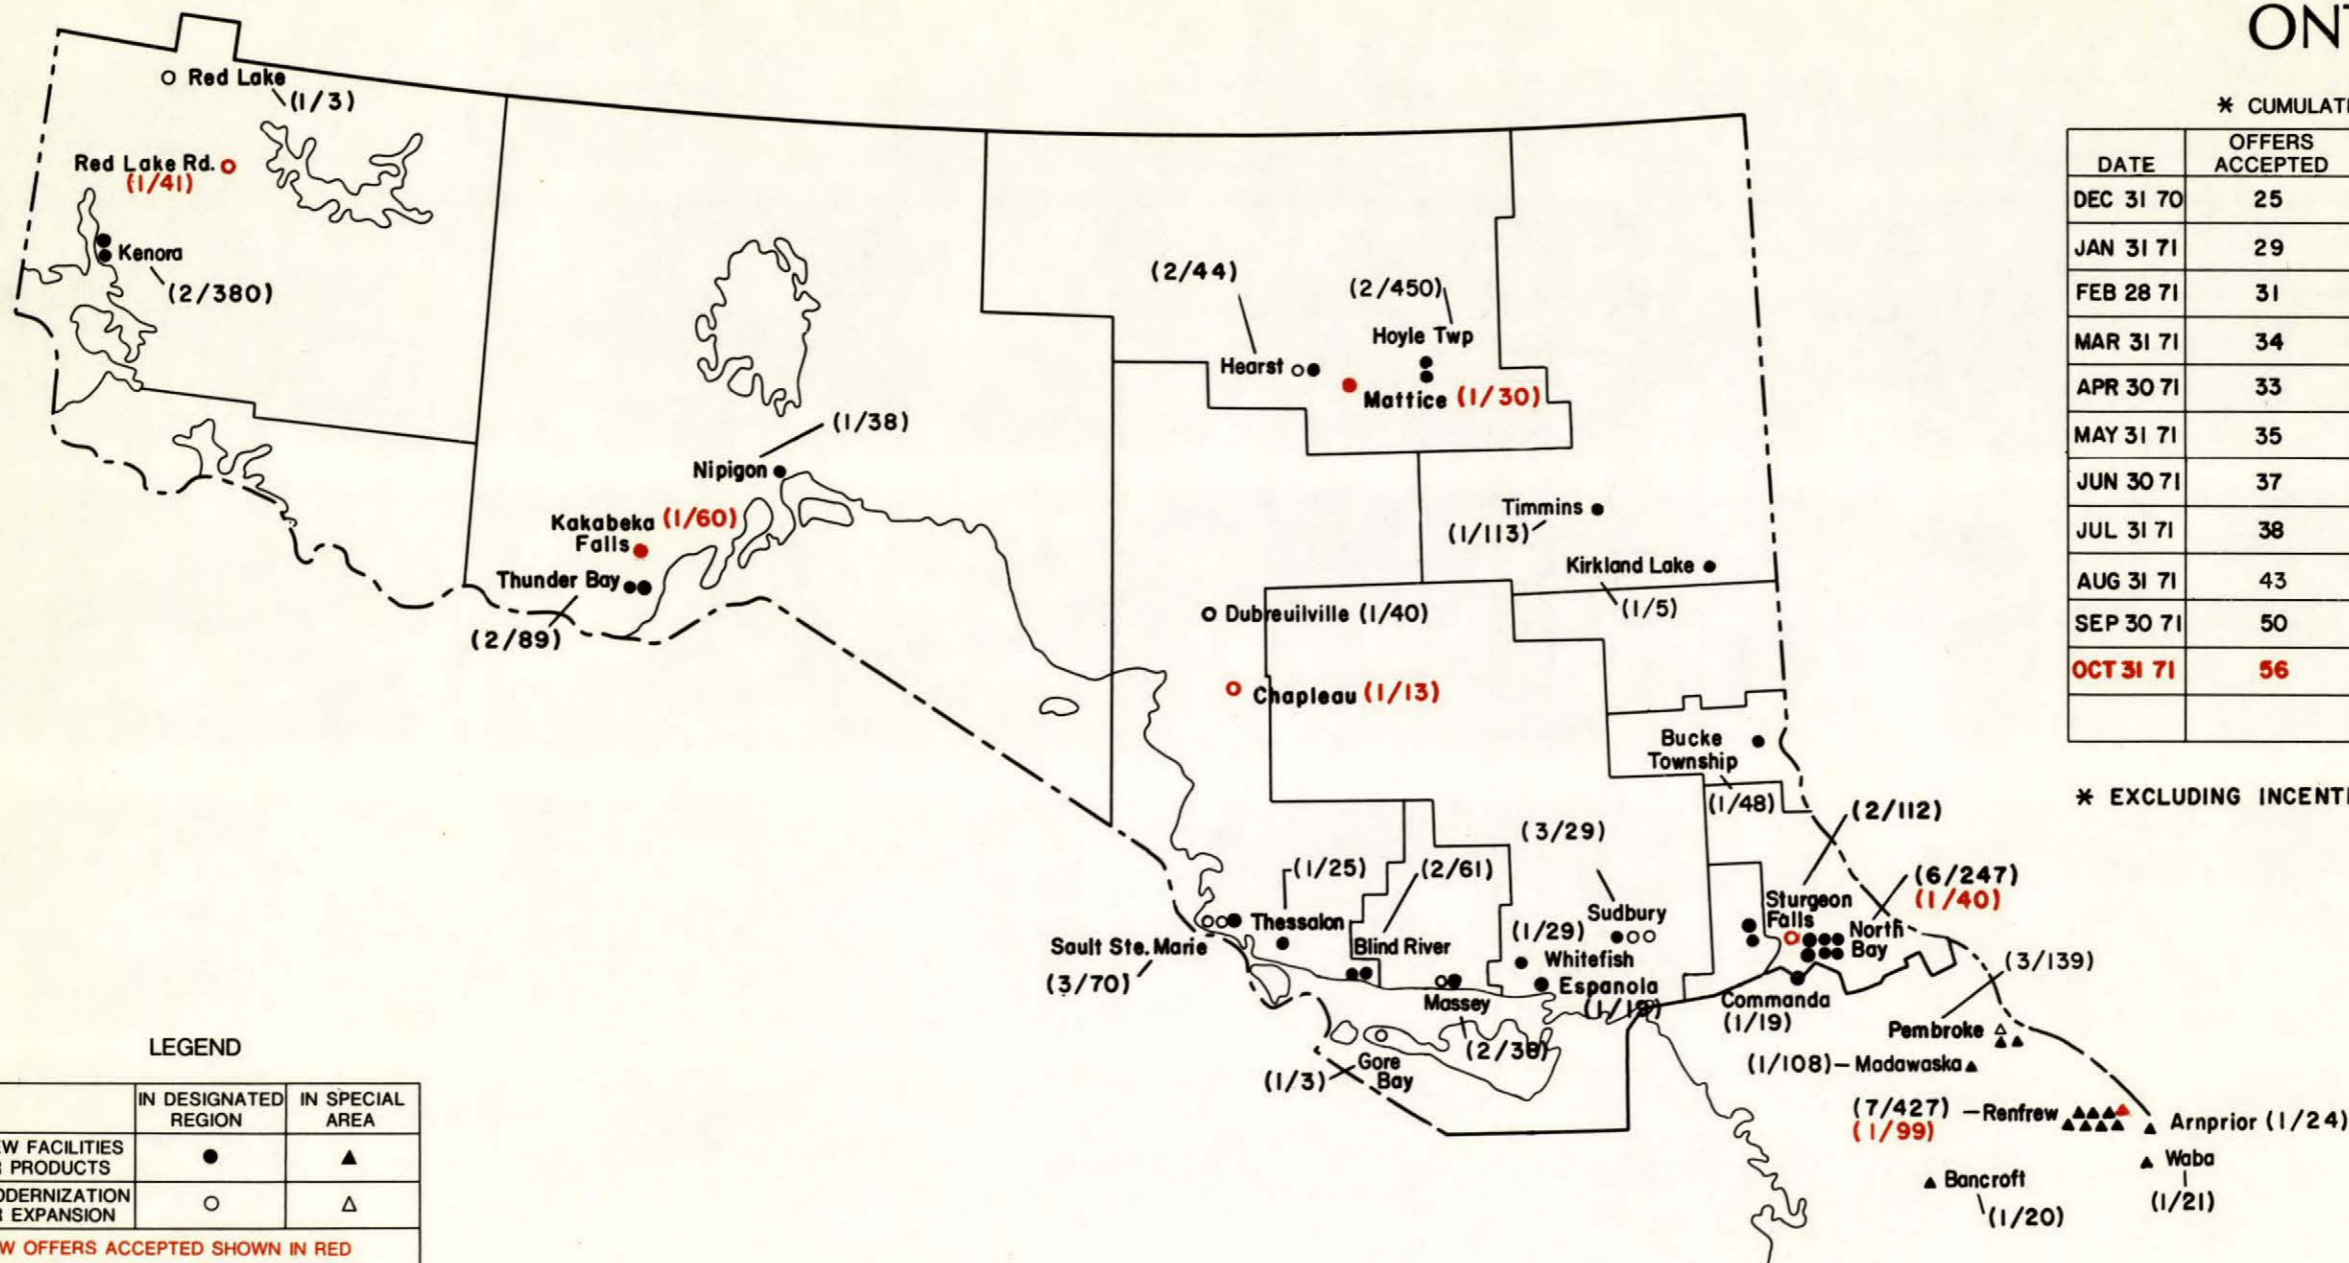 ONT
* CUMULATI
DATE OFFERS ACCEPTED
DEC 31 70 25
JAN 31 71 29
FEB 28 71 31
MAR 31 71 34
APR 30 71 33
MAY 31 71 35
JUN 30 71 37
JUL 31 71 38
AUG 31 71 43
SEP 30 71 50
OCT 31 71 56
* EXCLUDING INCENTI
Red Lake
(1/3)
Red Lake Rd.
(1/41)
Kenora
(2/380)
(2/44)
(2/450)
Hoyle Twp
Hearst
Mattice (1/30)
(1/38)
Nipigon
Kakabeka (1/60)
Falls
Thunder Bay
(2/89)
Timmins
(1/113)
Kirkland Lake
(1/5)
Dubreuilville (1/40)
Chapleau (1/13)
Bucke
Township
(1/48)
(2/112)
(3/29)
(1/25)
(2/61)
(6/247)
(1/40)
Sturgeon
Falls
North
Bay
Sudbury
(1/29)
Whitefish
Thessalon
Blind River
Sault Ste. Marie
(3/70)
Espanola
(1/19)
Massey
(2/38)
Commanda
(1/19)
(3/139)
Pembroke
Gore
Bay
(1/3)
(1/108)– Madawaska
(7/427) –Renfrew
(1/99)
Arnprior (1/24)
Waba
(1/21)
Bancroft
(1/20)
LEGEND
IN DESIGNATED REGION IN SPECIAL AREA
EW FACILITIES
R PRODUCTS
ODERNIZATION
R EXPANSION
W OFFERS ACCEPTED SHOWN IN RED